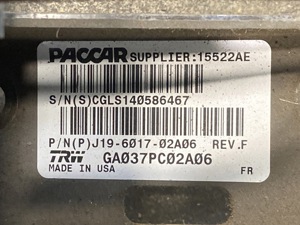 PACCAR SUPPLIER:15522AE
S/N(S)CGLS140586467
P/N(P)J19-6017-02A06 REV.F
TRW GA037PC02A06
MADE IN USA FR